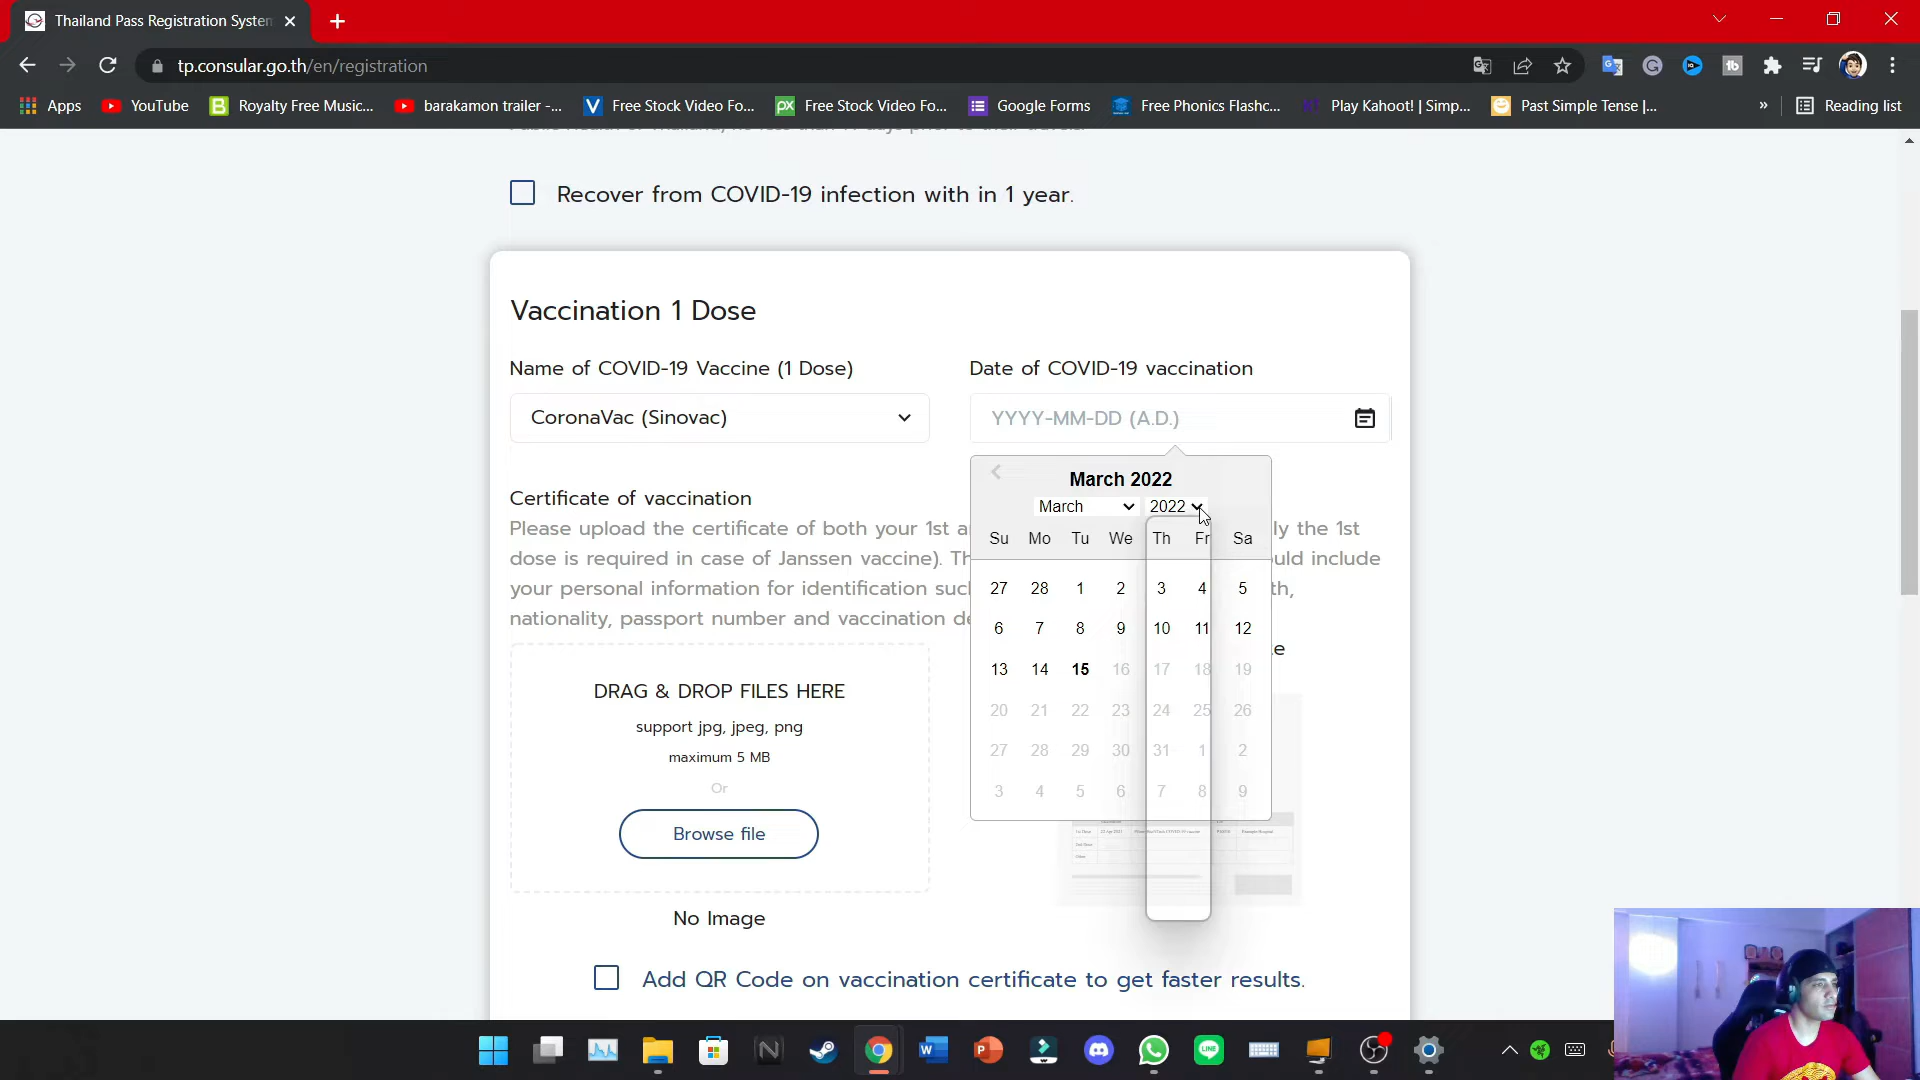 Thailand Pass Registration System
tp.consular.go.th/en/registration
Apps
YouTube
Royalty Free Music...
barakamon trailer -...
Free Stock Video Fo...
Free Stock Video Fo...
Google Forms
Free Phonics Flashc...
Play Kahoot! | Simp...
Past Simple Tense |...
»
Reading list
Recover from COVID-19 infection with in 1 year.
Vaccination 1 Dose
Name of COVID-19 Vaccine (1 Dose)
Date of COVID-19 vaccination
CoronaVac (Sinovac)
YYYY-MM-DD (A.D.)
March 2022
March 2022
Su Mo Tu We Th Fr Sa
27 28 1 2 3 4 5
6 7 8 9 10 11 12
13 14 15 16 17 18 19
20 21 22 23 24 25 26
27 28 29 30 31 1 2
3 4 5 6 7 8 9
Certificate of vaccination
Please upload the certificate of both your 1st a ly the 1st
dose is required in case of Janssen vaccine). Th uld include
your personal information for identification suc th,
nationality, passport number and vaccination de
DRAG & DROP FILES HERE
support jpg, jpeg, png
maximum 5 MB
Or
Browse file
No Image
Add QR Code on vaccination certificate to get faster results.